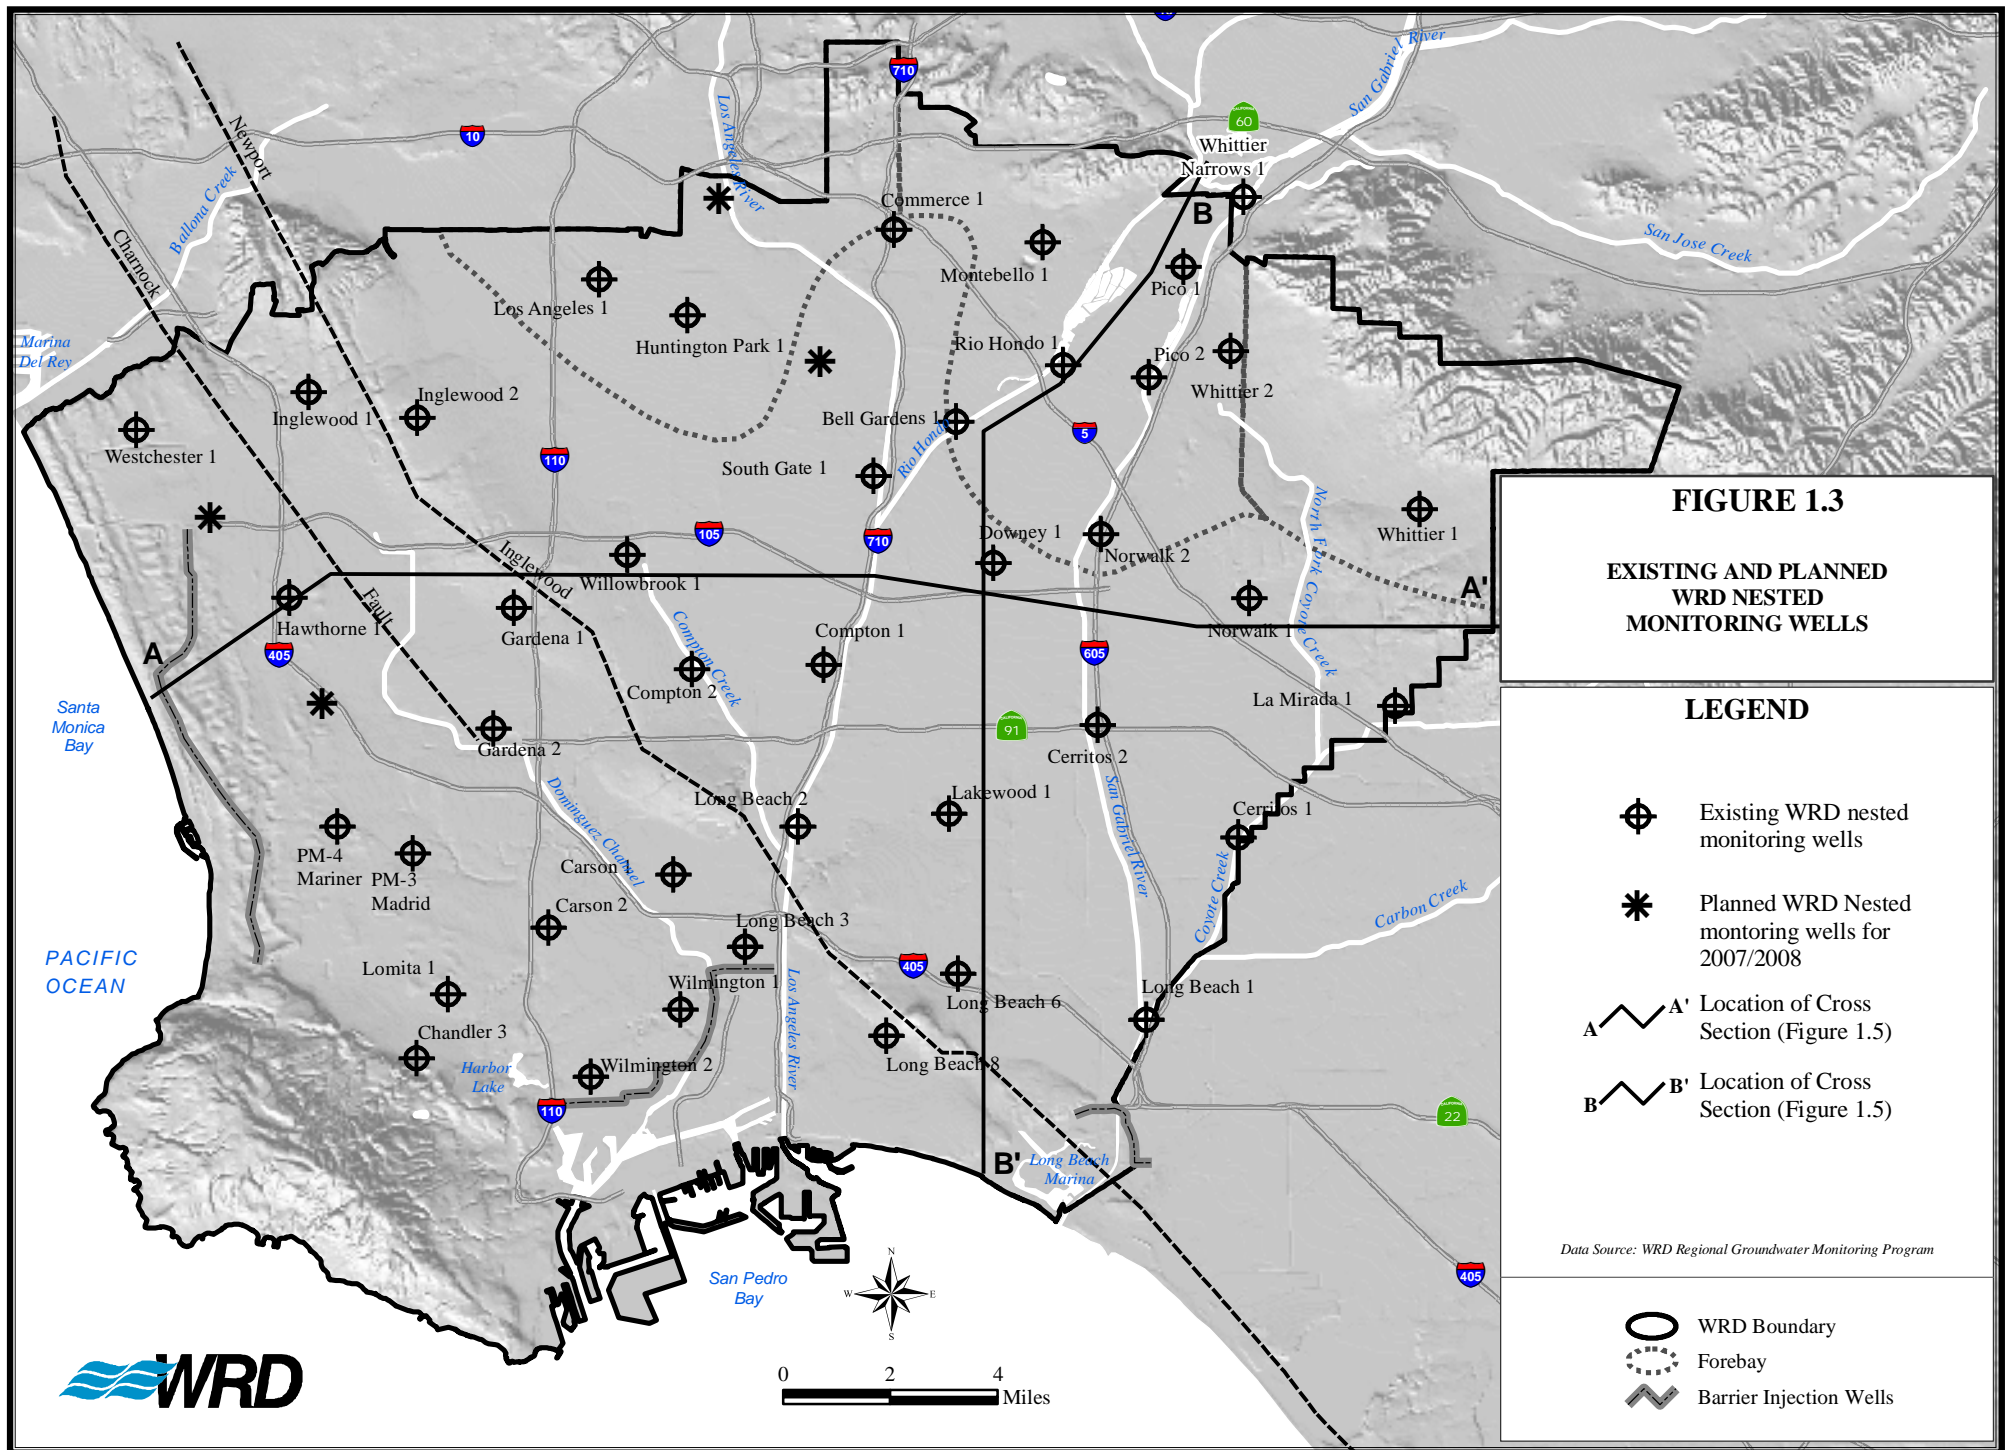 710
San Gabriel River
Los Angeles River
CALIFORNIA
60
Newport
10
Whittier
Narrows 1
Ballona Creek
Commerce 1
B
Charnock
San Jose Creek
Montebello 1
Pico 1
Los Angeles 1
Marina
Del Rey
Huntington Park 1
Rio Hondo 1
Pico 2
Whittier 2
Inglewood 2
Inglewood 1
Bell Gardens 1
5
Westchester 1
110
South Gate 1
Rio Hondo
North Fork Coyote Creek
Whittier 1
105
710
Downey 1
Norwalk 2
Inglewood
Willowbrook 1
A'
Fault
Hawthorne 1
Gardena 1
Compton Creek
Compton 1
Norwalk 1
A
405
605
Compton 2
La Mirada 1
Santa
Monica
Bay
Gardena 2
CALIFORNIA
91
Cerritos 2
Dominguez Channel
Long Beach 2
Lakewood 1
San Gabriel River
Cerritos 1
PM-4
Mariner
PM-3
Madrid
Carson 1
Coyote Creek
Carbon Creek
Carson 2
Long Beach 3
PACIFIC
OCEAN
Lomita 1
Wilmington 1
405
Los Angeles River
Long Beach 6
Long Beach 1
Chandler 3
Harbor
Lake
Wilmington 2
Long Beach 8
110
CALIFORNIA
22
B'
Long Beach
Marina
San Pedro
Bay
N
W
E
S
405
WRD
0
2
4
Miles
FIGURE 1.3
EXISTING AND PLANNED
WRD NESTED
MONITORING WELLS
LEGEND
Existing WRD nested
monitoring wells
Planned WRD Nested
montoring wells for
2007/2008
A
A'
Location of Cross
Section (Figure 1.5)
B
B'
Location of Cross
Section (Figure 1.5)
Data Source: WRD Regional Groundwater Monitoring Program
WRD Boundary
Forebay
Barrier Injection Wells